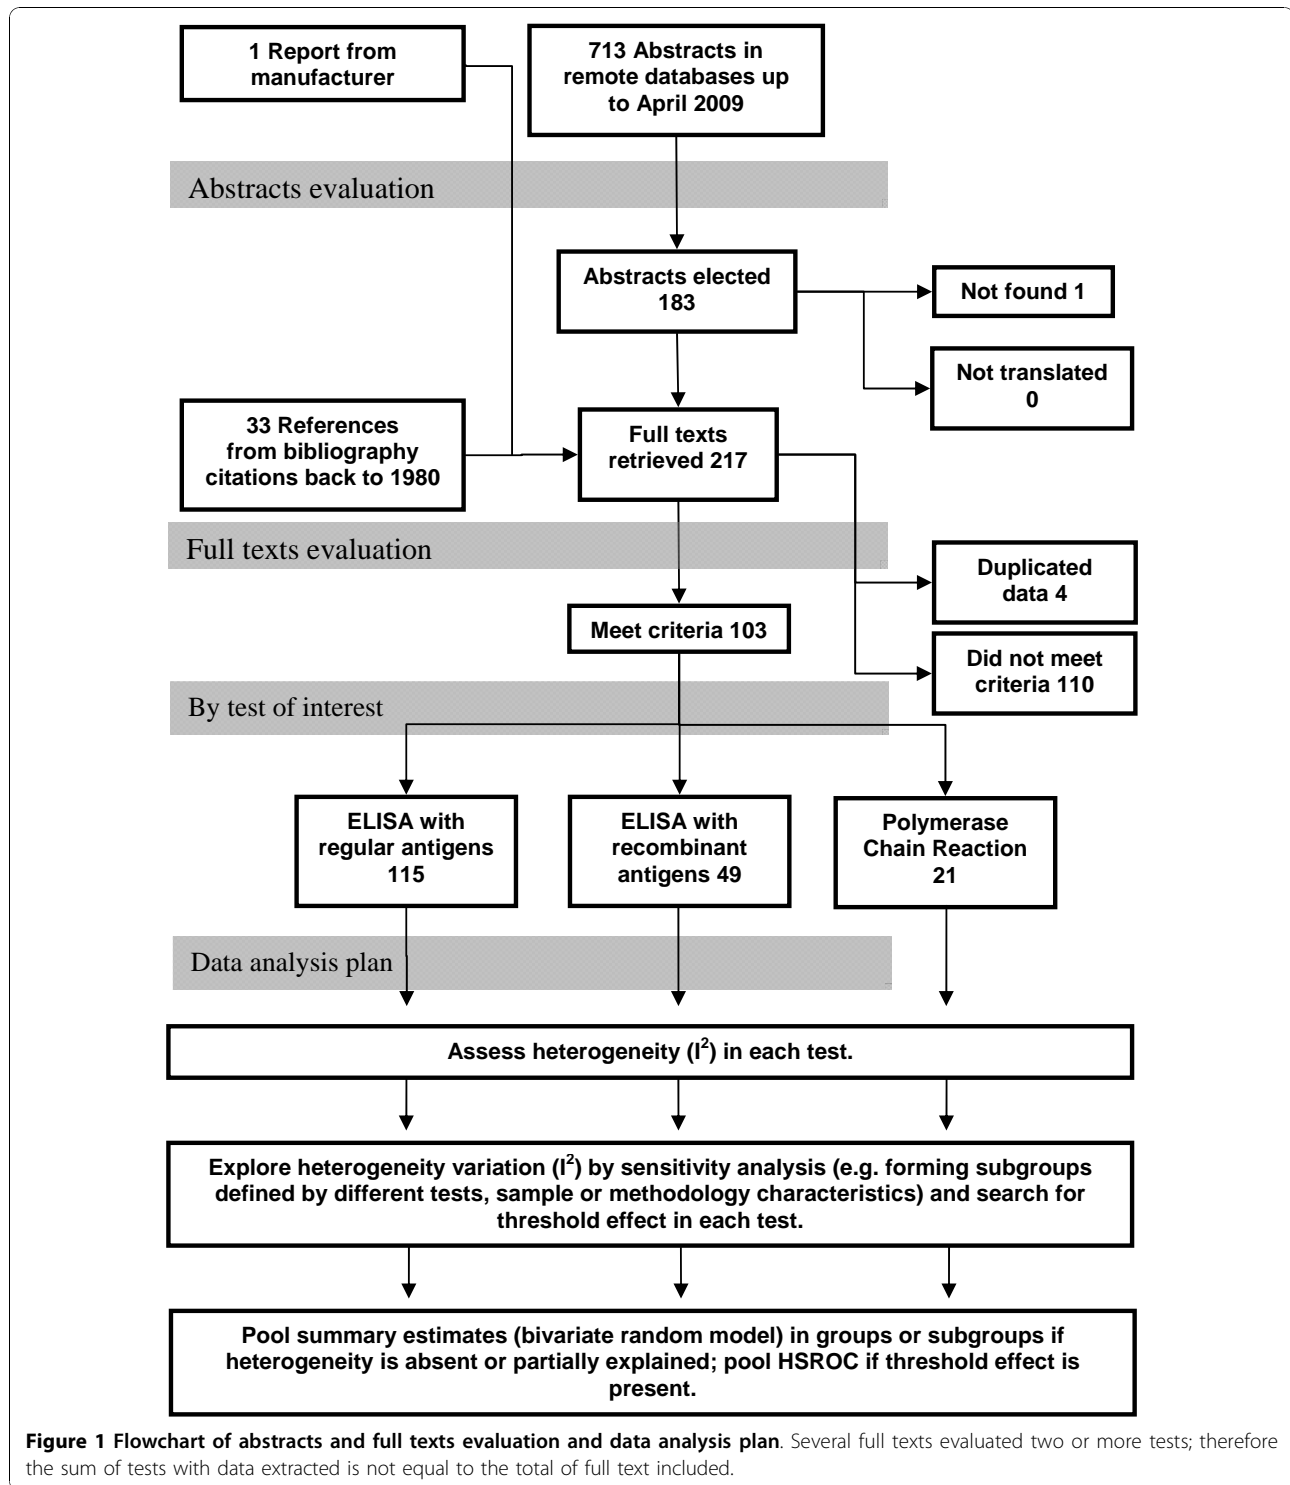 1 Report from
manufacturer
713 Abstracts in
remote databases up
to April 2009
Abstracts evaluation
Abstracts elected
183
Not found 1
Not translated
0
33 References
from bibliography
citations back to 1980
Full texts
retrieved 217
Full texts evaluation
Duplicated
data 4
Meet criteria 103
Did not meet
criteria 110
By test of interest
ELISA with
regular antigens
115
ELISA with
recombinant
antigens 49
Polymerase
Chain Reaction
21
Data analysis plan
Assess heterogeneity (I²) in each test.
Explore heterogeneity variation (I²) by sensitivity analysis (e.g. forming subgroups
defined by different tests, sample or methodology characteristics) and search for
threshold effect in each test.
Pool summary estimates (bivariate random model) in groups or subgroups if
heterogeneity is absent or partially explained; pool HSROC if threshold effect is
present.
Figure 1 Flowchart of abstracts and full texts evaluation and data analysis plan. Several full texts evaluated two or more tests; therefore
the sum of tests with data extracted is not equal to the total of full text included.